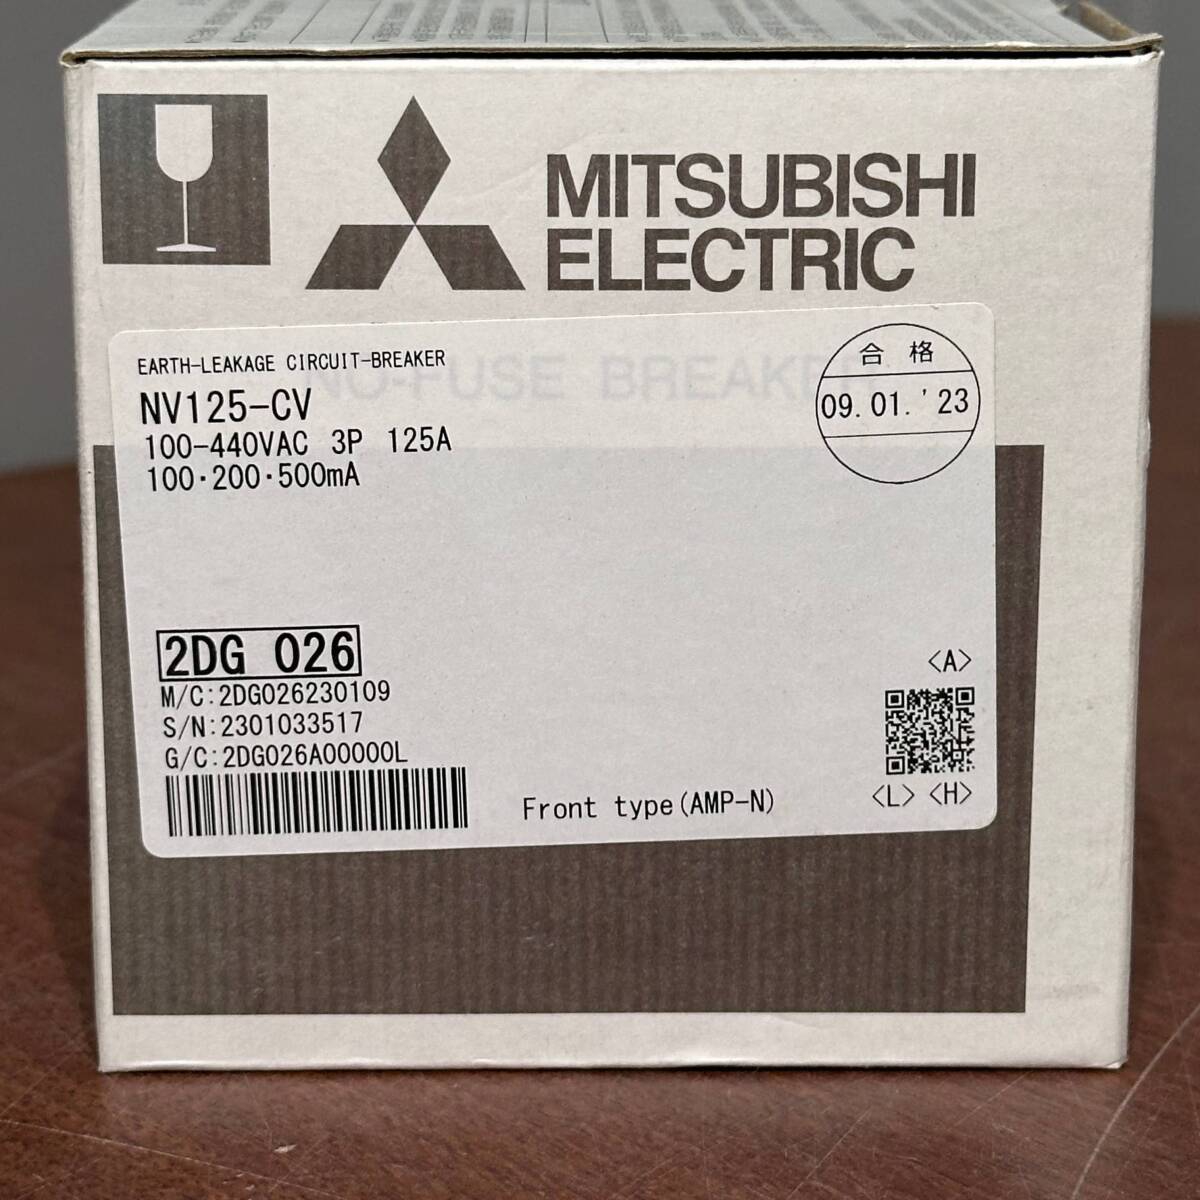 MITSUBISHI
ELECTRIC
EARTH-LEAKAGE CIRCUIT-BREAKER
NO-FUSE BREAKER
NV125-CV
100-440VAC 3P 125A
100・200・500mA
合格
09.01.'23
2DG 026
M/C:2DG026230109
S/N:2301033517
G/C:2DG026A00000L
Front type(AMP-N)
<A>
<L> <H>